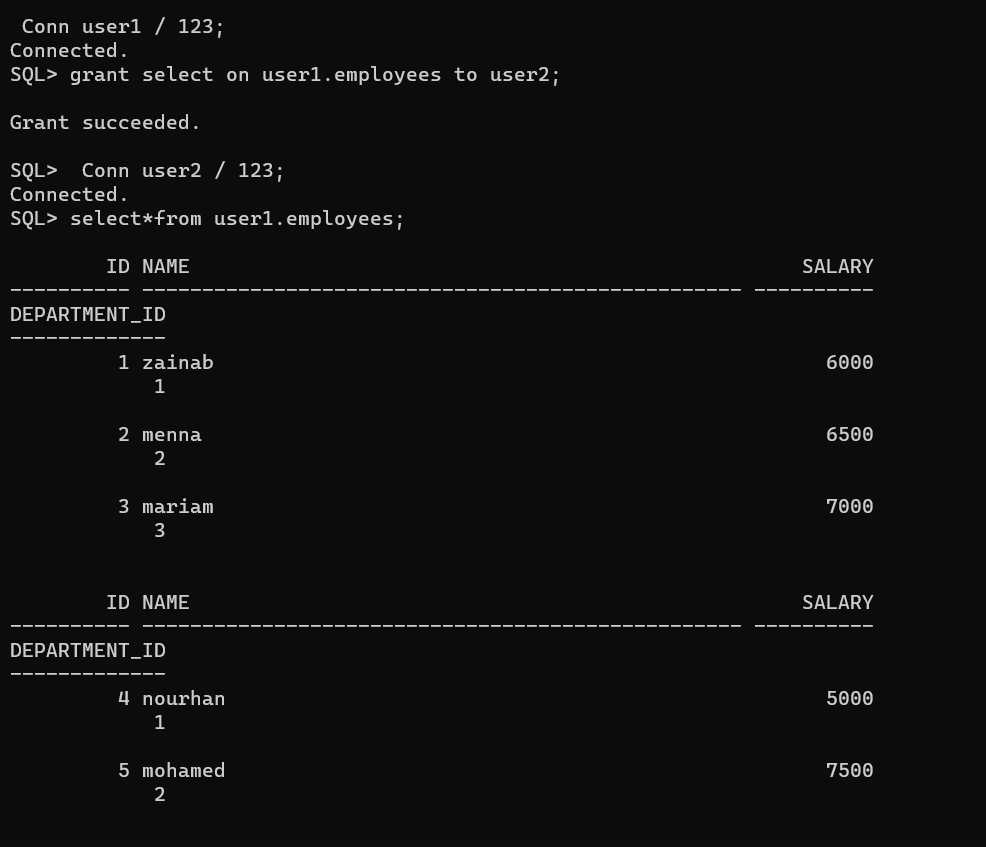 Conn user1 / 123;
Connected.
SQL> grant select on user1.employees to user2;
Grant succeeded.
SQL>  Conn user2 / 123;
Connected.
SQL> select*from user1.employees;
        ID NAME                                                   SALARY
---------- -------------------------------------------------- ----------
DEPARTMENT_ID
-------------
         1 zainab                                                   6000
            1
         2 menna                                                    6500
            2
         3 mariam                                                   7000
            3
        ID NAME                                                   SALARY
---------- -------------------------------------------------- ----------
DEPARTMENT_ID
-------------
         4 nourhan                                                  5000
            1
         5 mohamed                                                  7500
            2